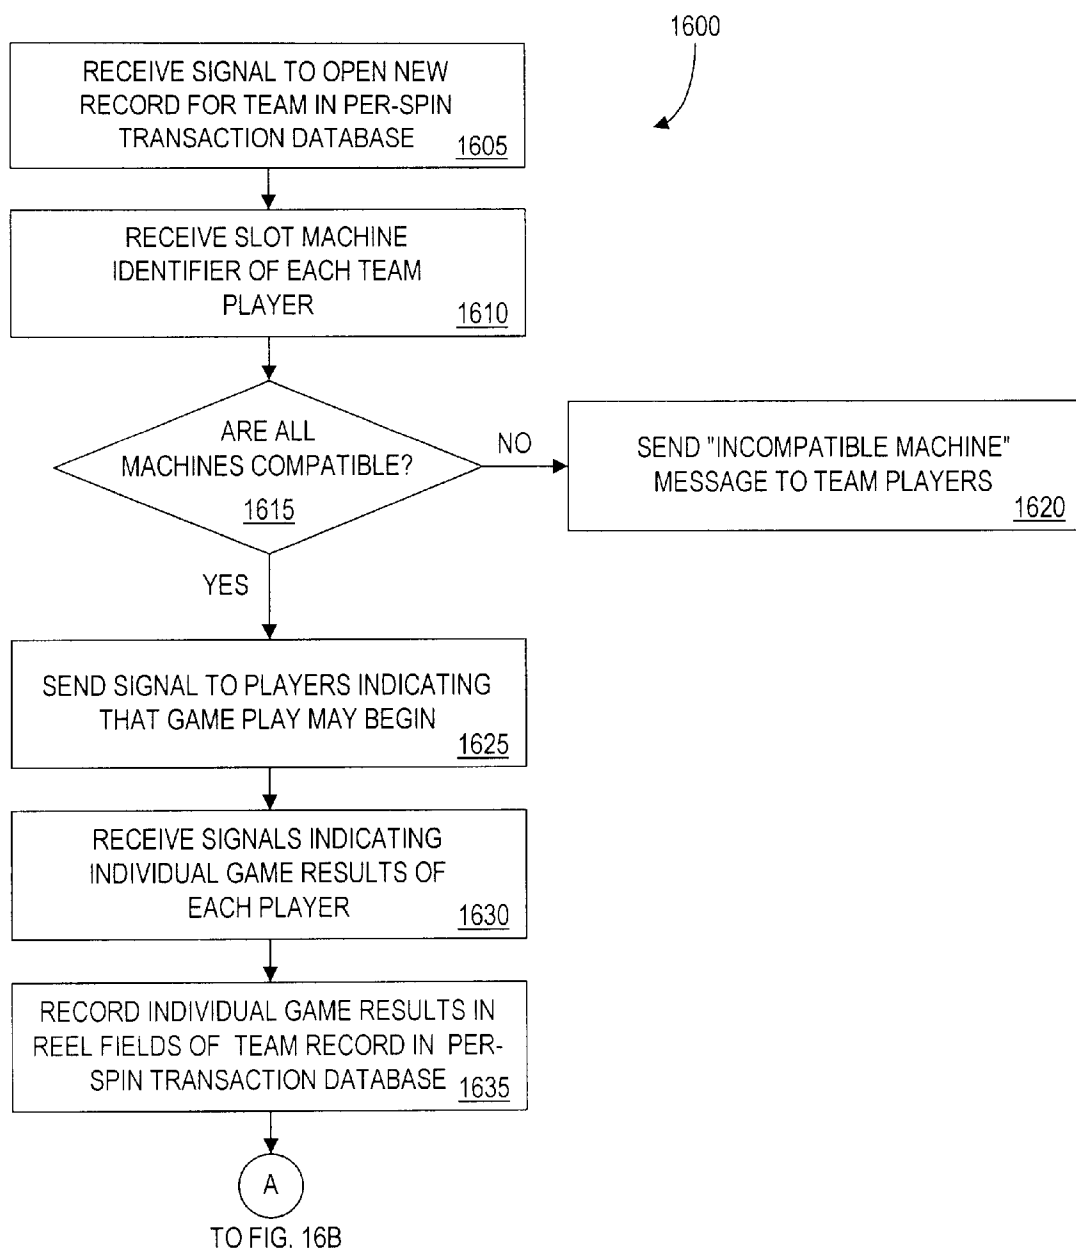 1600
RECEIVE SIGNAL TO OPEN NEW
RECORD FOR TEAM IN PER-SPIN
TRANSACTION DATABASE
1605
RECEIVE SLOT MACHINE
IDENTIFIER OF EACH TEAM
PLAYER
1610
ARE ALL
MACHINES COMPATIBLE?
1615
NO
SEND "INCOMPATIBLE MACHINE"
MESSAGE TO TEAM PLAYERS
1620
YES
SEND SIGNAL TO PLAYERS INDICATING
THAT GAME PLAY MAY BEGIN
1625
RECEIVE SIGNALS INDICATING
INDIVIDUAL GAME RESULTS OF
EACH PLAYER
1630
RECORD INDIVIDUAL GAME RESULTS IN
REEL FIELDS OF TEAM RECORD IN PER-
SPIN TRANSACTION DATABASE
1635
A
TO FIG. 16B